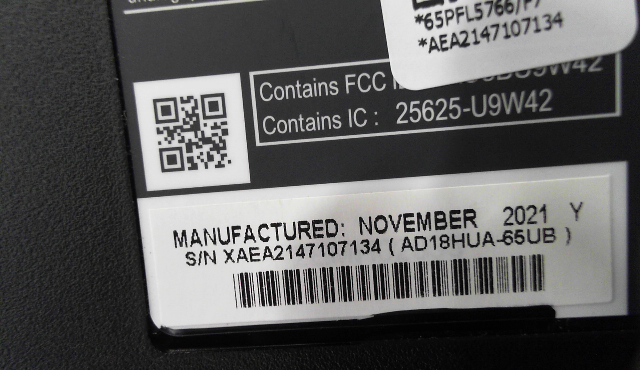 *65PFL5766/F7
*AEA2147107134
Contains FCC
Contains IC : 25625-U9W42
MANUFACTURED: NOVEMBER 2021 Y
S/N XAEA2147107134 ( AD18HUA-65UB )